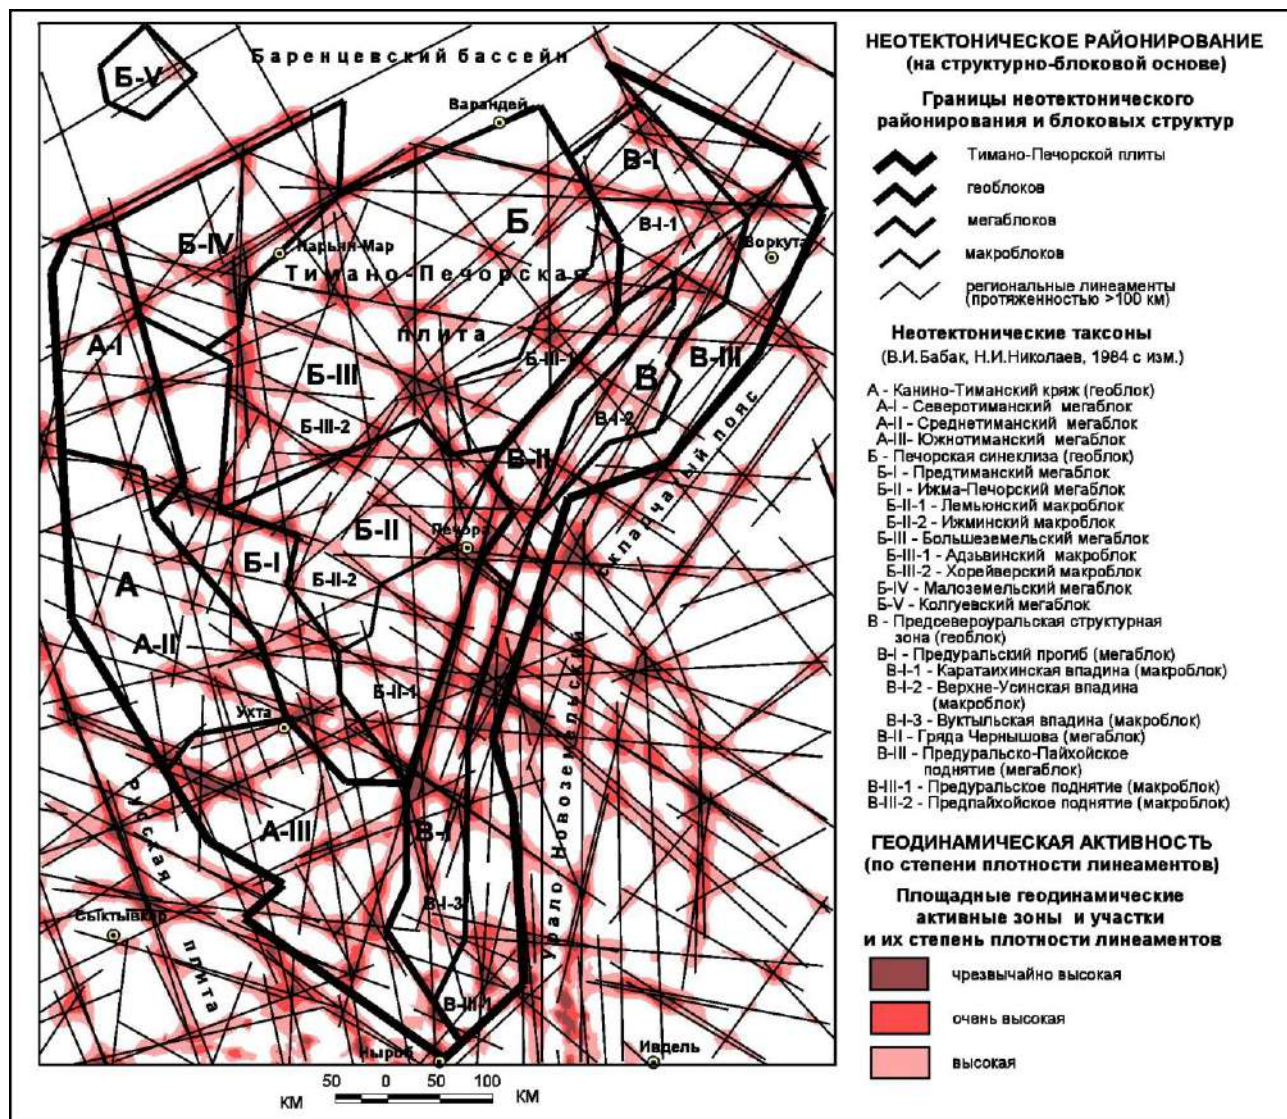 Баренцевский бассейн
Б-V
Варандей
В-I
Б
В-I-1
Б-IV
Нарьян-Мар
Воркута
Тимано-Печорская
плита
А-I
Б-III
Б-III-1
В-III
В
Б-III-2
В-I-2
В-II
Б-II
Печора
Б-I
Б-II-2
А
А-II
Б-II-1
Ухта
А-III
В-I
В-I-3
Сыктывкар
В-III-1
Ныроб
Ивдель
Русская
плита
Урало Новоземельский
складчатый пояс
50 0 50 100
КМ КМ
НЕОТЕКТОНИЧЕСКОЕ РАЙОНИРОВАНИЕ
(на структурно-блоковой основе)
Границы неотектонического
районирования и блоковых структур
Тимано-Печорской плиты
геоблоков
мегаблоков
макроблоков
региональные линеаменты
(протяженностью >100 км)
Неотектонические таксоны
(В.И.Бабак, Н.И.Николаев, 1984 с изм.)
А - Канино-Тиманский кряж (геоблок)
А-I - Северотиманский мегаблок
А-II - Среднетиманский мегаблок
А-III- Южнотиманский мегаблок
Б - Печорская синеклиза (геоблок)
Б-I - Предтиманский мегаблок
Б-II - Ижма-Печорский мегаблок
Б-II-1 - Лемьюнский макроблок
Б-II-2 - Ижминский макроблок
Б-III - Большеземельский мегаблок
Б-III-1 - Адзьвинский макроблок
Б-III-2 - Хорейверский макроблок
Б-IV - Малоземельский мегаблок
Б-V - Колгуевский мегаблок
В - Предсевероуральская структурная
зона (геоблок)
В-I - Предуральский прогиб (мегаблок)
В-I-1 - Каратаихинская впадина (макроблок)
В-I-2 - Верхне-Усинская впадина
(макроблок)
В-I-3 - Вуктыльская впадина (макроблок)
В-II - Гряда Чернышова (мегаблок)
В-III - Предуральско-Пайхойское
поднятие (мегаблок)
В-III-1 - Предуральское поднятие (макроблок)
В-III-2 - Предпайхойское поднятие (макроблок)
ГЕОДИНАМИЧЕСКАЯ АКТИВНОСТЬ
(по степени плотности линеаментов)
Площадные геодинамические
активные зоны и участки
и их степень плотности линеаментов
чрезвычайно высокая
очень высокая
высокая